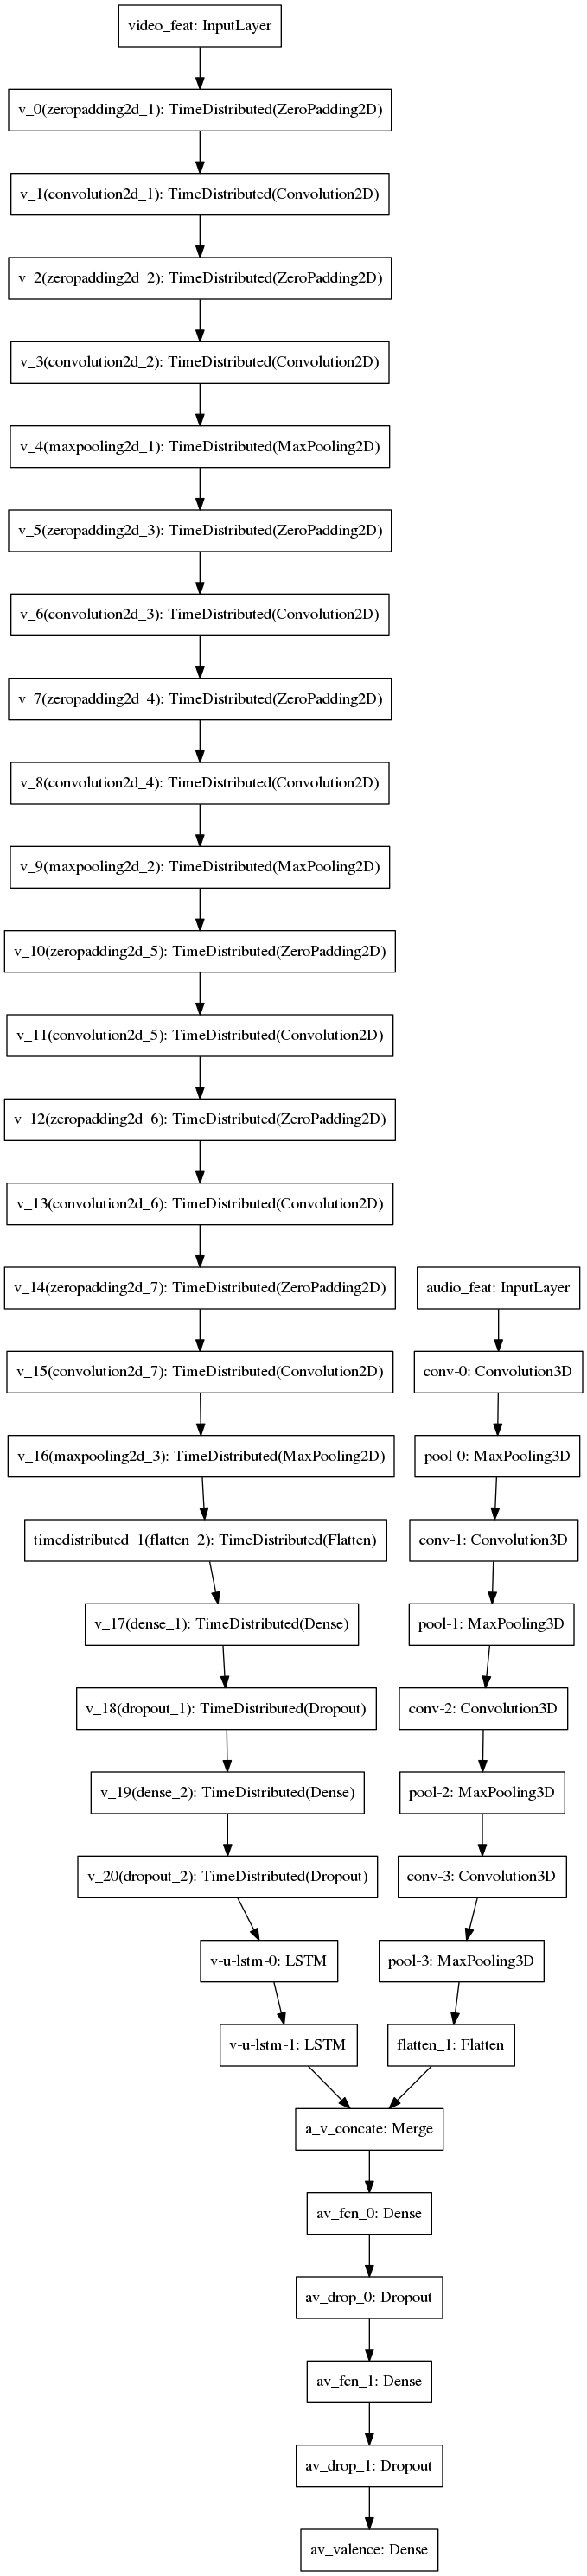 video_feat: InputLayer
v_0(zeropadding2d_1): TimeDistributed(ZeroPadding2D)
v_1(convolution2d_1): TimeDistributed(Convolution2D)
v_2(zeropadding2d_2): TimeDistributed(ZeroPadding2D)
v_3(convolution2d_2): TimeDistributed(Convolution2D)
v_4(maxpooling2d_1): TimeDistributed(MaxPooling2D)
v_5(zeropadding2d_3): TimeDistributed(ZeroPadding2D)
v_6(convolution2d_3): TimeDistributed(Convolution2D)
v_7(zeropadding2d_4): TimeDistributed(ZeroPadding2D)
v_8(convolution2d_4): TimeDistributed(Convolution2D)
v_9(maxpooling2d_2): TimeDistributed(MaxPooling2D)
v_10(zeropadding2d_5): TimeDistributed(ZeroPadding2D)
v_11(convolution2d_5): TimeDistributed(Convolution2D)
v_12(zeropadding2d_6): TimeDistributed(ZeroPadding2D)
v_13(convolution2d_6): TimeDistributed(Convolution2D)
v_14(zeropadding2d_7): TimeDistributed(ZeroPadding2D)
v_15(convolution2d_7): TimeDistributed(Convolution2D)
v_16(maxpooling2d_3): TimeDistributed(MaxPooling2D)
timedistributed_1(flatten_2): TimeDistributed(Flatten)
v_17(dense_1): TimeDistributed(Dense)
v_18(dropout_1): TimeDistributed(Dropout)
v_19(dense_2): TimeDistributed(Dense)
v_20(dropout_2): TimeDistributed(Dropout)
v-u-lstm-0: LSTM
v-u-lstm-1: LSTM
audio_feat: InputLayer
conv-0: Convolution3D
pool-0: MaxPooling3D
conv-1: Convolution3D
pool-1: MaxPooling3D
conv-2: Convolution3D
pool-2: MaxPooling3D
conv-3: Convolution3D
pool-3: MaxPooling3D
flatten_1: Flatten
a_v_concate: Merge
av_fcn_0: Dense
av_drop_0: Dropout
av_fcn_1: Dense
av_drop_1: Dropout
av_valence: Dense